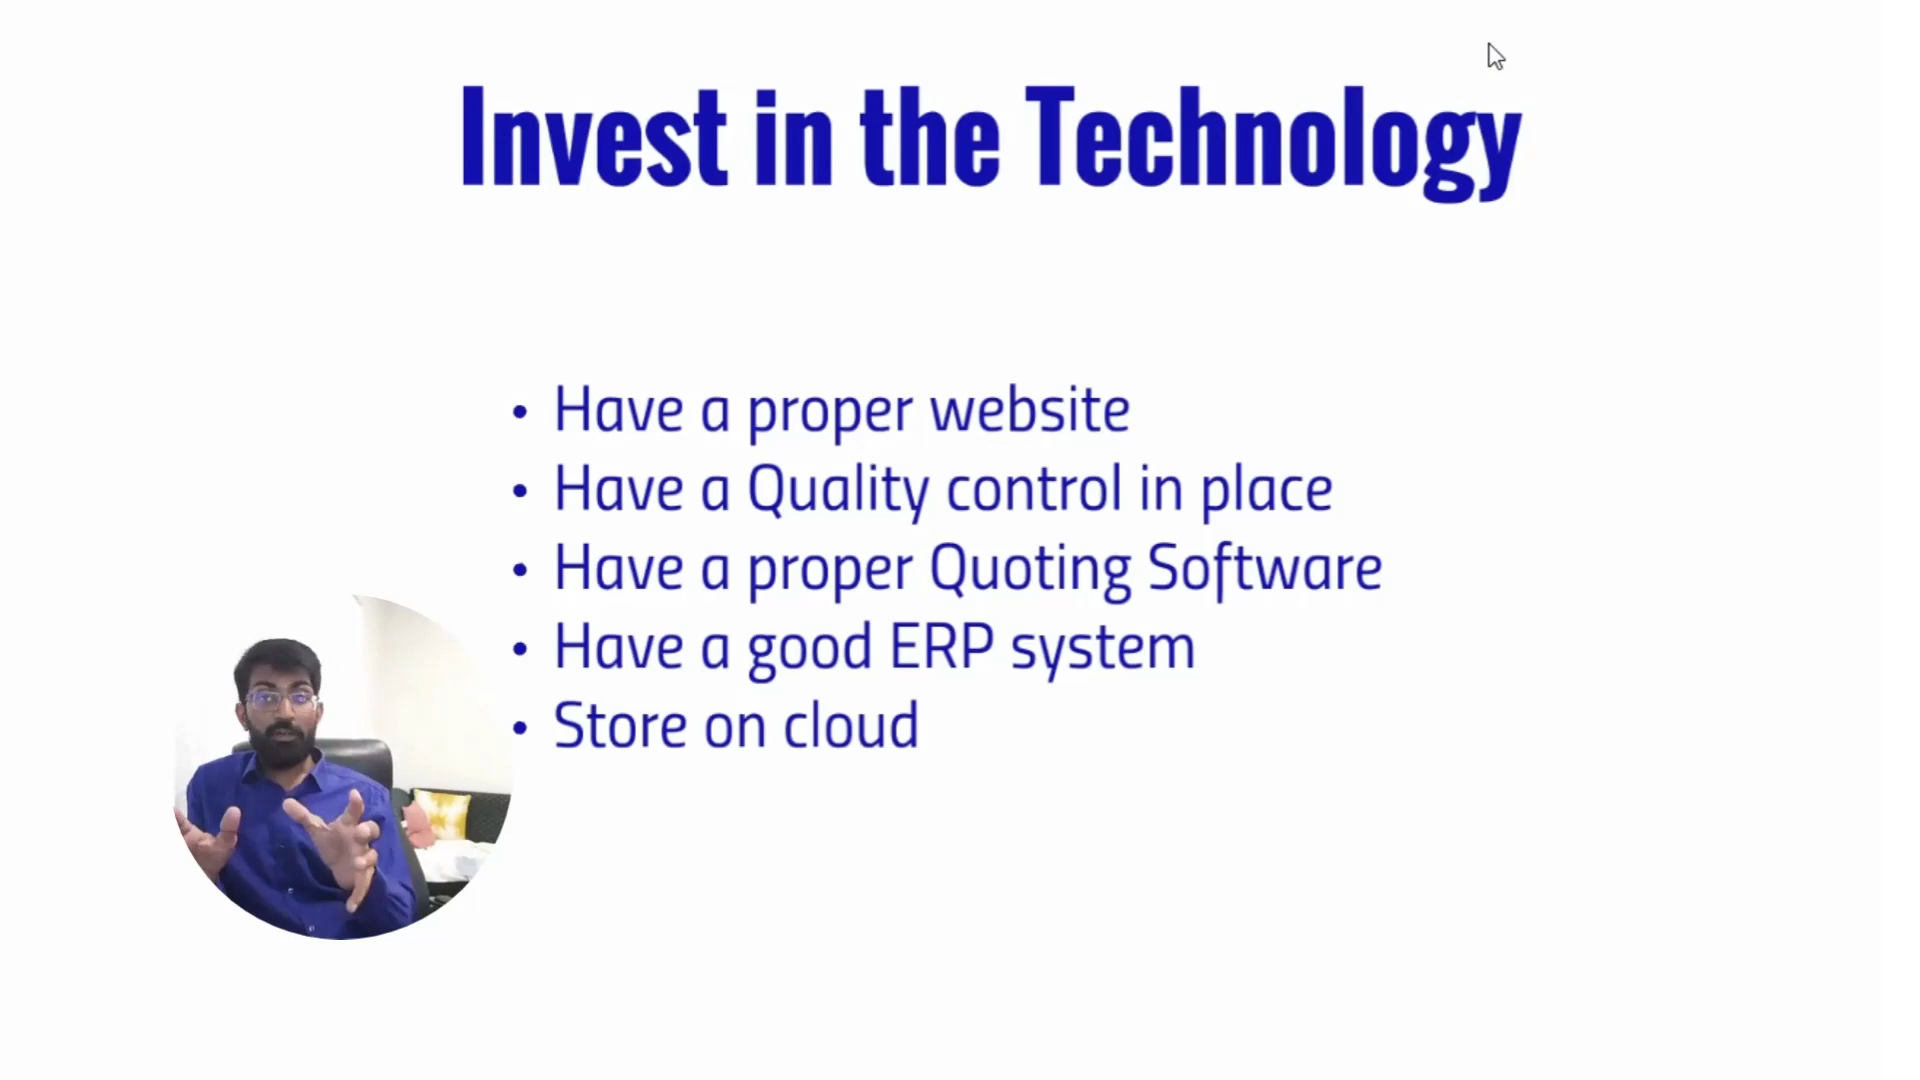 Invest in the Technology
• Have a proper website
• Have a Quality control in place
• Have a proper Quoting Software
• Have a good ERP system
• Store on cloud